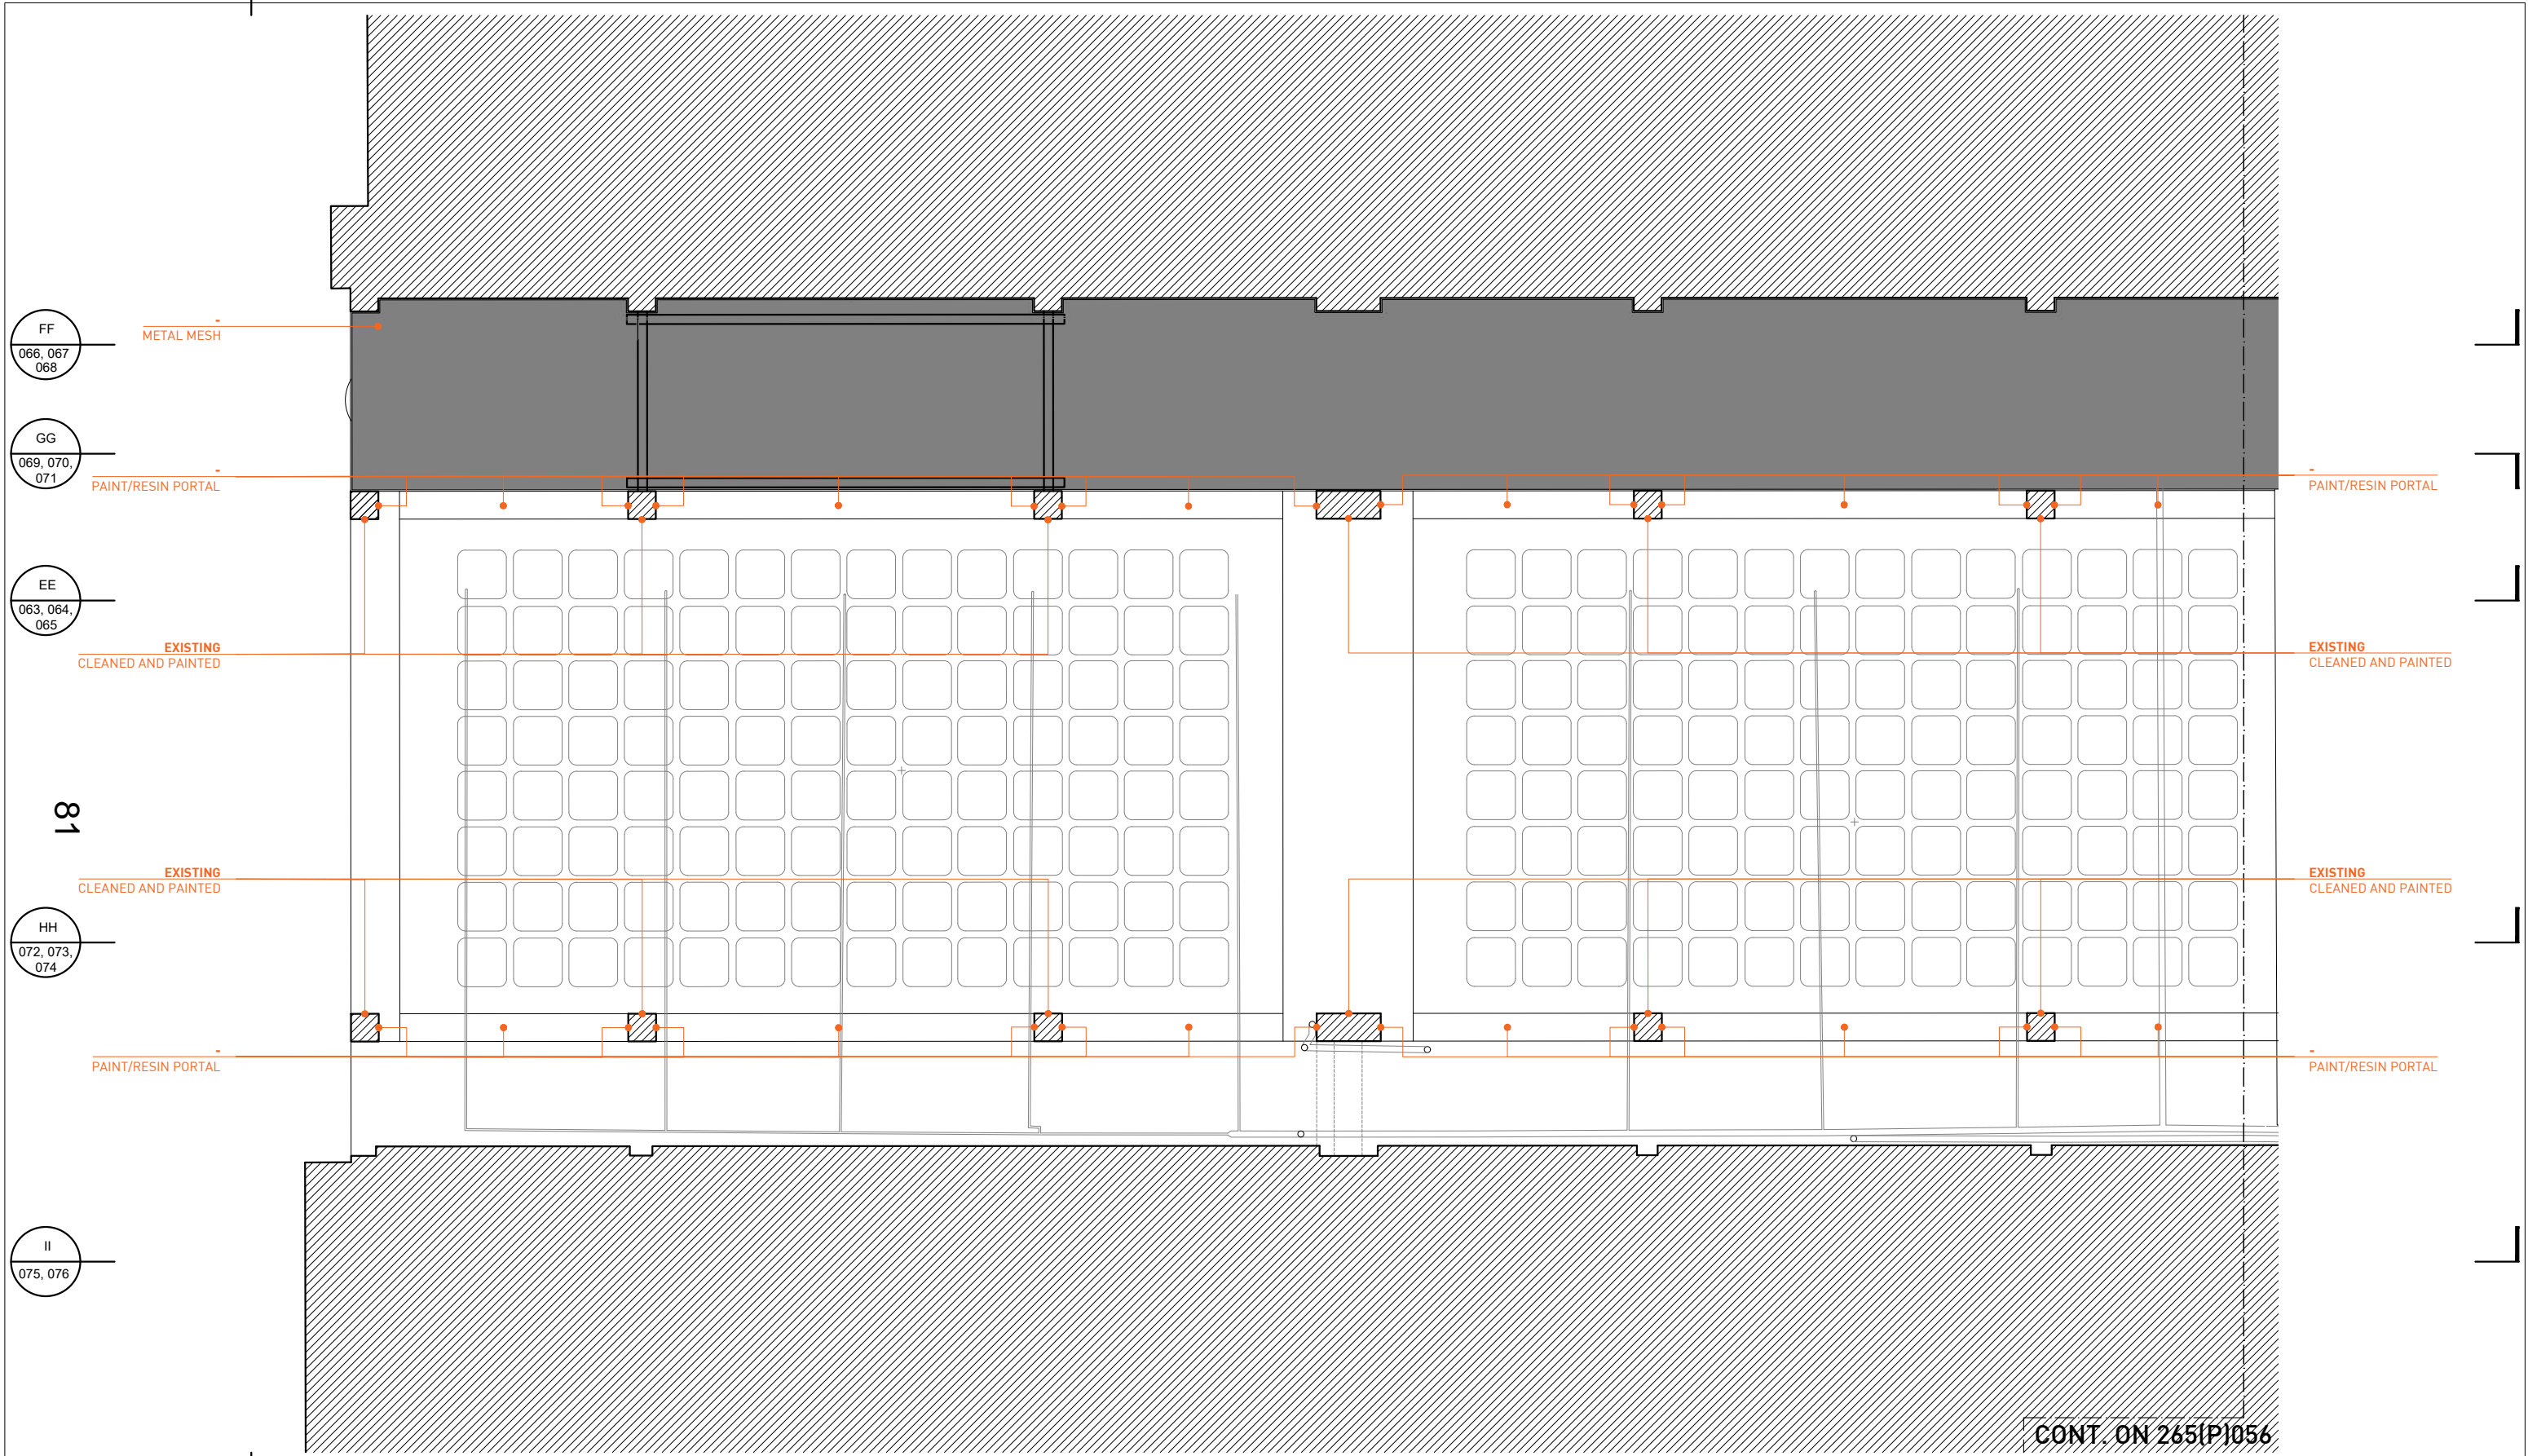 FF
066, 067
068
-
METAL MESH
GG
069, 070,
071
-
PAINT/RESIN PORTAL
-
PAINT/RESIN PORTAL
EE
063, 064,
065
EXISTING
CLEANED AND PAINTED
EXISTING
CLEANED AND PAINTED
81
EXISTING
CLEANED AND PAINTED
EXISTING
CLEANED AND PAINTED
HH
072, 073,
074
-
PAINT/RESIN PORTAL
-
PAINT/RESIN PORTAL
II
075, 076
CONT. ON 265(P)056